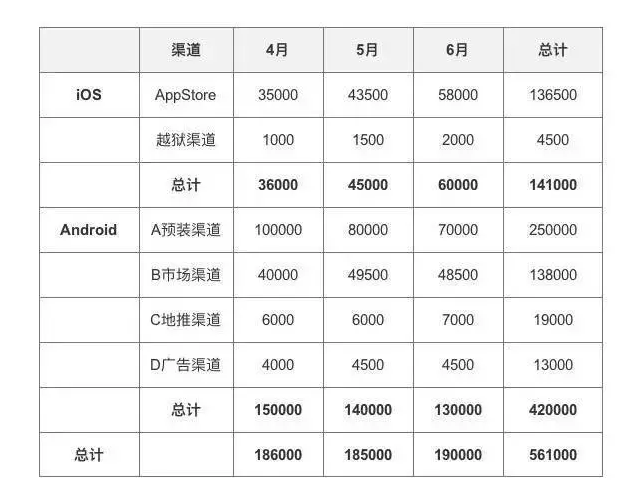 渠道 4月 5月 6月 总计
iOS AppStore 35000 43500 58000 136500
越狱渠道 1000 1500 2000 4500
总计 36000 45000 60000 141000
Android A预装渠道 100000 80000 70000 250000
B市场渠道 40000 49500 48500 138000
C地推渠道 6000 6000 7000 19000
D广告渠道 4000 4500 4500 13000
总计 150000 140000 130000 420000
总计 186000 185000 190000 561000